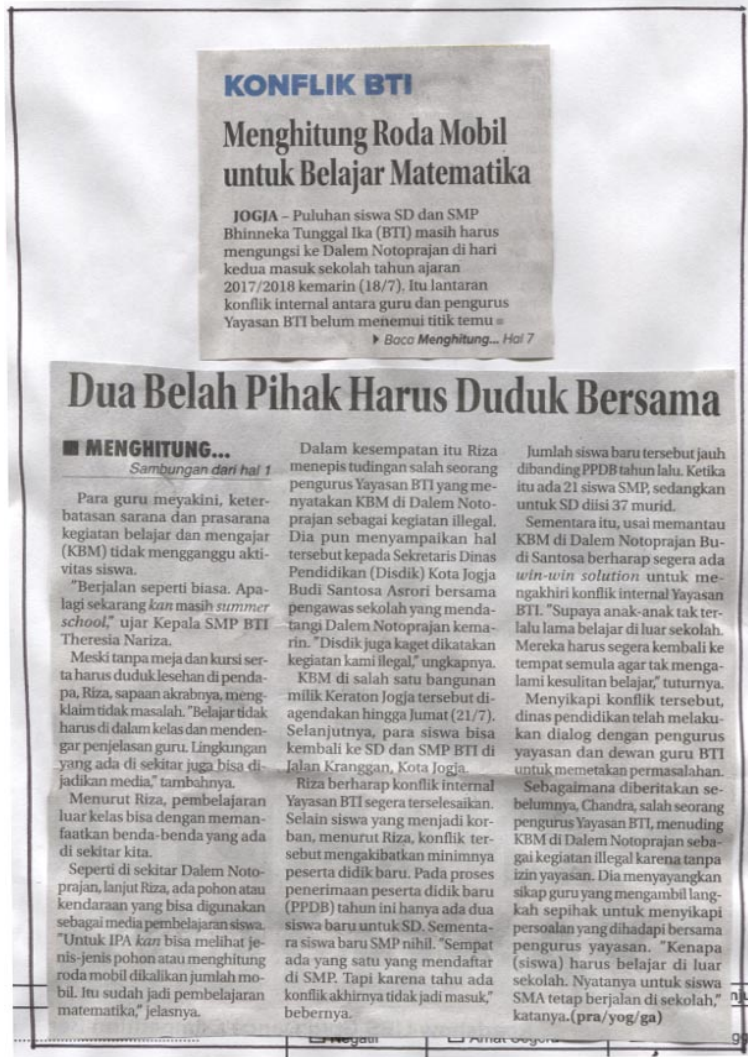 KONFLIK BTI
Menghitung Roda Mobil
untuk Belajar Matematika
JOGJA – Puluhan siswa SD dan SMP
Bhinneka Tunggal Ika (BTI) masih harus
mengungsi ke Dalem Notoprajan di hari
kedua masuk sekolah tahun ajaran
2017/2018 kemarin (18/7). Itu lantaran
konflik internal antara guru dan pengurus
Yayasan BTI belum menemui titik temu
Baca Menghitung... Hal 7
Dua Belah Pihak Harus Duduk Bersama
MENGHITUNG...
Sambungan dari hal 1
Para guru meyakini, keter-
batasan sarana dan prasarana
kegiatan belajar dan mengajar
(KBM) tidak mengganggu akti-
vitas siswa.
"Berjalan seperti biasa. Apa-
lagi sekarang kan masih summer
school," ujar Kepala SMP BTI
Theresia Nariza.
Meski tanpa meja dan kursi ser-
ta harus duduk lesehan di penda-
pa, Riza, sapaan akrabnya, meng-
klaim tidak masalah. "Belajar tidak
harus di dalam kelas dan menden-
gar penjelasan guru. Lingkungan
yang ada di sekitar juga bisa di-
jadikan media," tambahnya.
Menurut Riza, pembelajaran
luar kelas bisa dengan meman-
faatkan benda-benda yang ada
di sekitar kita.
Seperti di sekitar Dalem Noto-
prajan, lanjut Riza, ada pohon atau
kendaraan yang bisa digunakan
sebagai media pembelajaran siswa.
"Untuk IPA kan bisa melihat je-
nis-jenis pohon atau menghitung
roda mobil dikalikan jumlah mo-
bil. Itu sudah jadi pembelajaran
matematika," jelasnya.
Dalam kesempatan itu Riza
menepis tudingan salah seorang
pengurus Yayasan BTI yang me-
nyatakan KBM di Dalem Noto-
prajan sebagai kegiatan illegal.
Dia pun menyampaikan hal
tersebut kepada Sekretaris Dinas
Pendidikan (Disdik) Kota Jogja
Budi Santosa Asrori bersama
pengawas sekolah yang menda-
tangi Dalem Notoprajan kema-
rin. "Disdik juga kaget dikatakan
kegiatan kami ilegal," ungkapnya.
KBM di salah satu bangunan
milik Keraton Jogja tersebut di-
agendakan hingga Jumat (21/7).
Selanjutnya, para siswa bisa
kembali ke SD dan SMP BTI di
Jalan Kranggan, Kota Jogja.
Riza berharap konflik internal
Yayasan BTI segera terselesaikan.
Selain siswa yang menjadi kor-
ban, menurut Riza, konflik ter-
sebut mengakibatkan minimnya
peserta didik baru. Pada proses
penerimaan peserta didik baru
(PPDB) tahun ini hanya ada dua
siswa baru untuk SD. Sementa-
ra siswa baru SMP nihil. "Sempat
ada yang satu yang mendaftar
di SMP. Tapi karena tahu ada
konflik akhirnya tidak jadi masuk,"
bebernya.
Jumlah siswa baru tersebut jauh
dibanding PPDB tahun lalu. Ketika
itu ada 21 siswa SMP, sedangkan
untuk SD diisi 37 murid.
Sementara itu, usai memantau
KBM di Dalem Notoprajan Bu-
di Santosa berharap segera ada
win-win solution untuk me-
ngakhiri konflik internal Yayasan
BTI. "Supaya anak-anak tak ter-
lalu lama belajar di luar sekolah.
Mereka harus segera kembali ke
tempat semula agar tak menga-
lami kesulitan belajar," tuturnya.
Menyikapi konflik tersebut,
dinas pendidikan telah melaku-
kan dialog dengan pengurus
yayasan dan dewan guru BTI
untuk memetakan permasalahan.
Sebagaimana diberitakan se-
belumnya, Chandra, salah seorang
pengurus Yayasan BTI, menuding
KBM di Dalem Notoprajan seba-
gai kegiatan illegal karena tanpa
izin yayasan. Dia menyayangkan
sikap guru yang mengambil lang-
kah sepihak untuk menyikapi
persoalan yang dihadapi bersama
pengurus yayasan. "Kenapa
(siswa) harus belajar di luar
sekolah. Nyatanya untuk siswa
SMA tetap berjalan di sekolah,"
katanya.(pra/yog/ga)